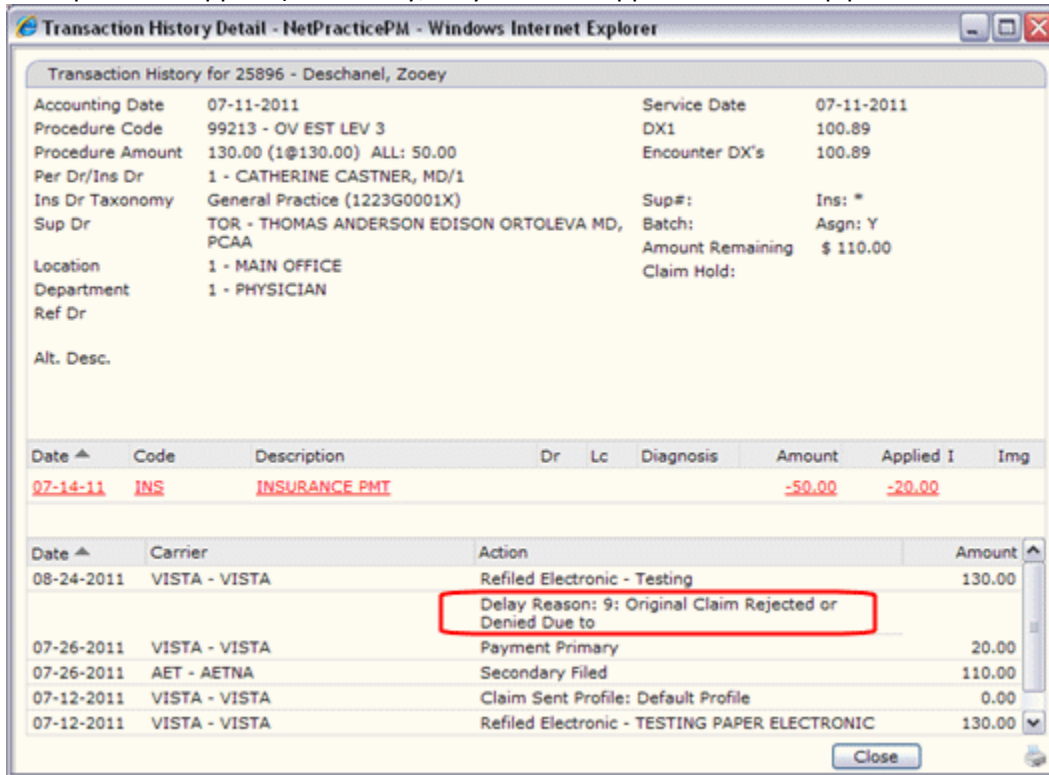 Transaction History Detail - NetPracticePM - Windows Internet Explorer
Transaction History for 25896 - Deschanel, Zooey
Accounting Date 07-11-2011 Service Date 07-11-2011
Procedure Code 99213 - OV EST LEV 3 DX1 100.89
Procedure Amount 130.00 (1@130.00) ALL: 50.00 Encounter DX's 100.89
Per Dr/Ins Dr 1 - CATHERINE CASTNER, MD/1
Ins Dr Taxonomy General Practice (1223G0001X) Sup#: Ins: *
Sup Dr TOR - THOMAS ANDERSON EDISON ORTOLEVA MD, Batch: Asgn: Y
PCAA Amount Remaining $ 110.00
Location 1 - MAIN OFFICE Claim Hold:
Department 1 - PHYSICIAN
Ref Dr
Alt. Desc.
Date Code Description Dr Lc Diagnosis Amount Applied I Img
07-14-11 INS INSURANCE PMT -50.00 -20.00
Date Carrier Action Amount
08-24-2011 VISTA - VISTA Refiled Electronic - Testing 130.00
Delay Reason: 9: Original Claim Rejected or
Denied Due to
07-26-2011 VISTA - VISTA Payment Primary 20.00
07-26-2011 AET - AETNA Secondary Filed 110.00
07-12-2011 VISTA - VISTA Claim Sent Profile: Default Profile 0.00
07-12-2011 VISTA - VISTA Refiled Electronic - TESTING PAPER ELECTRONIC 130.00
Close